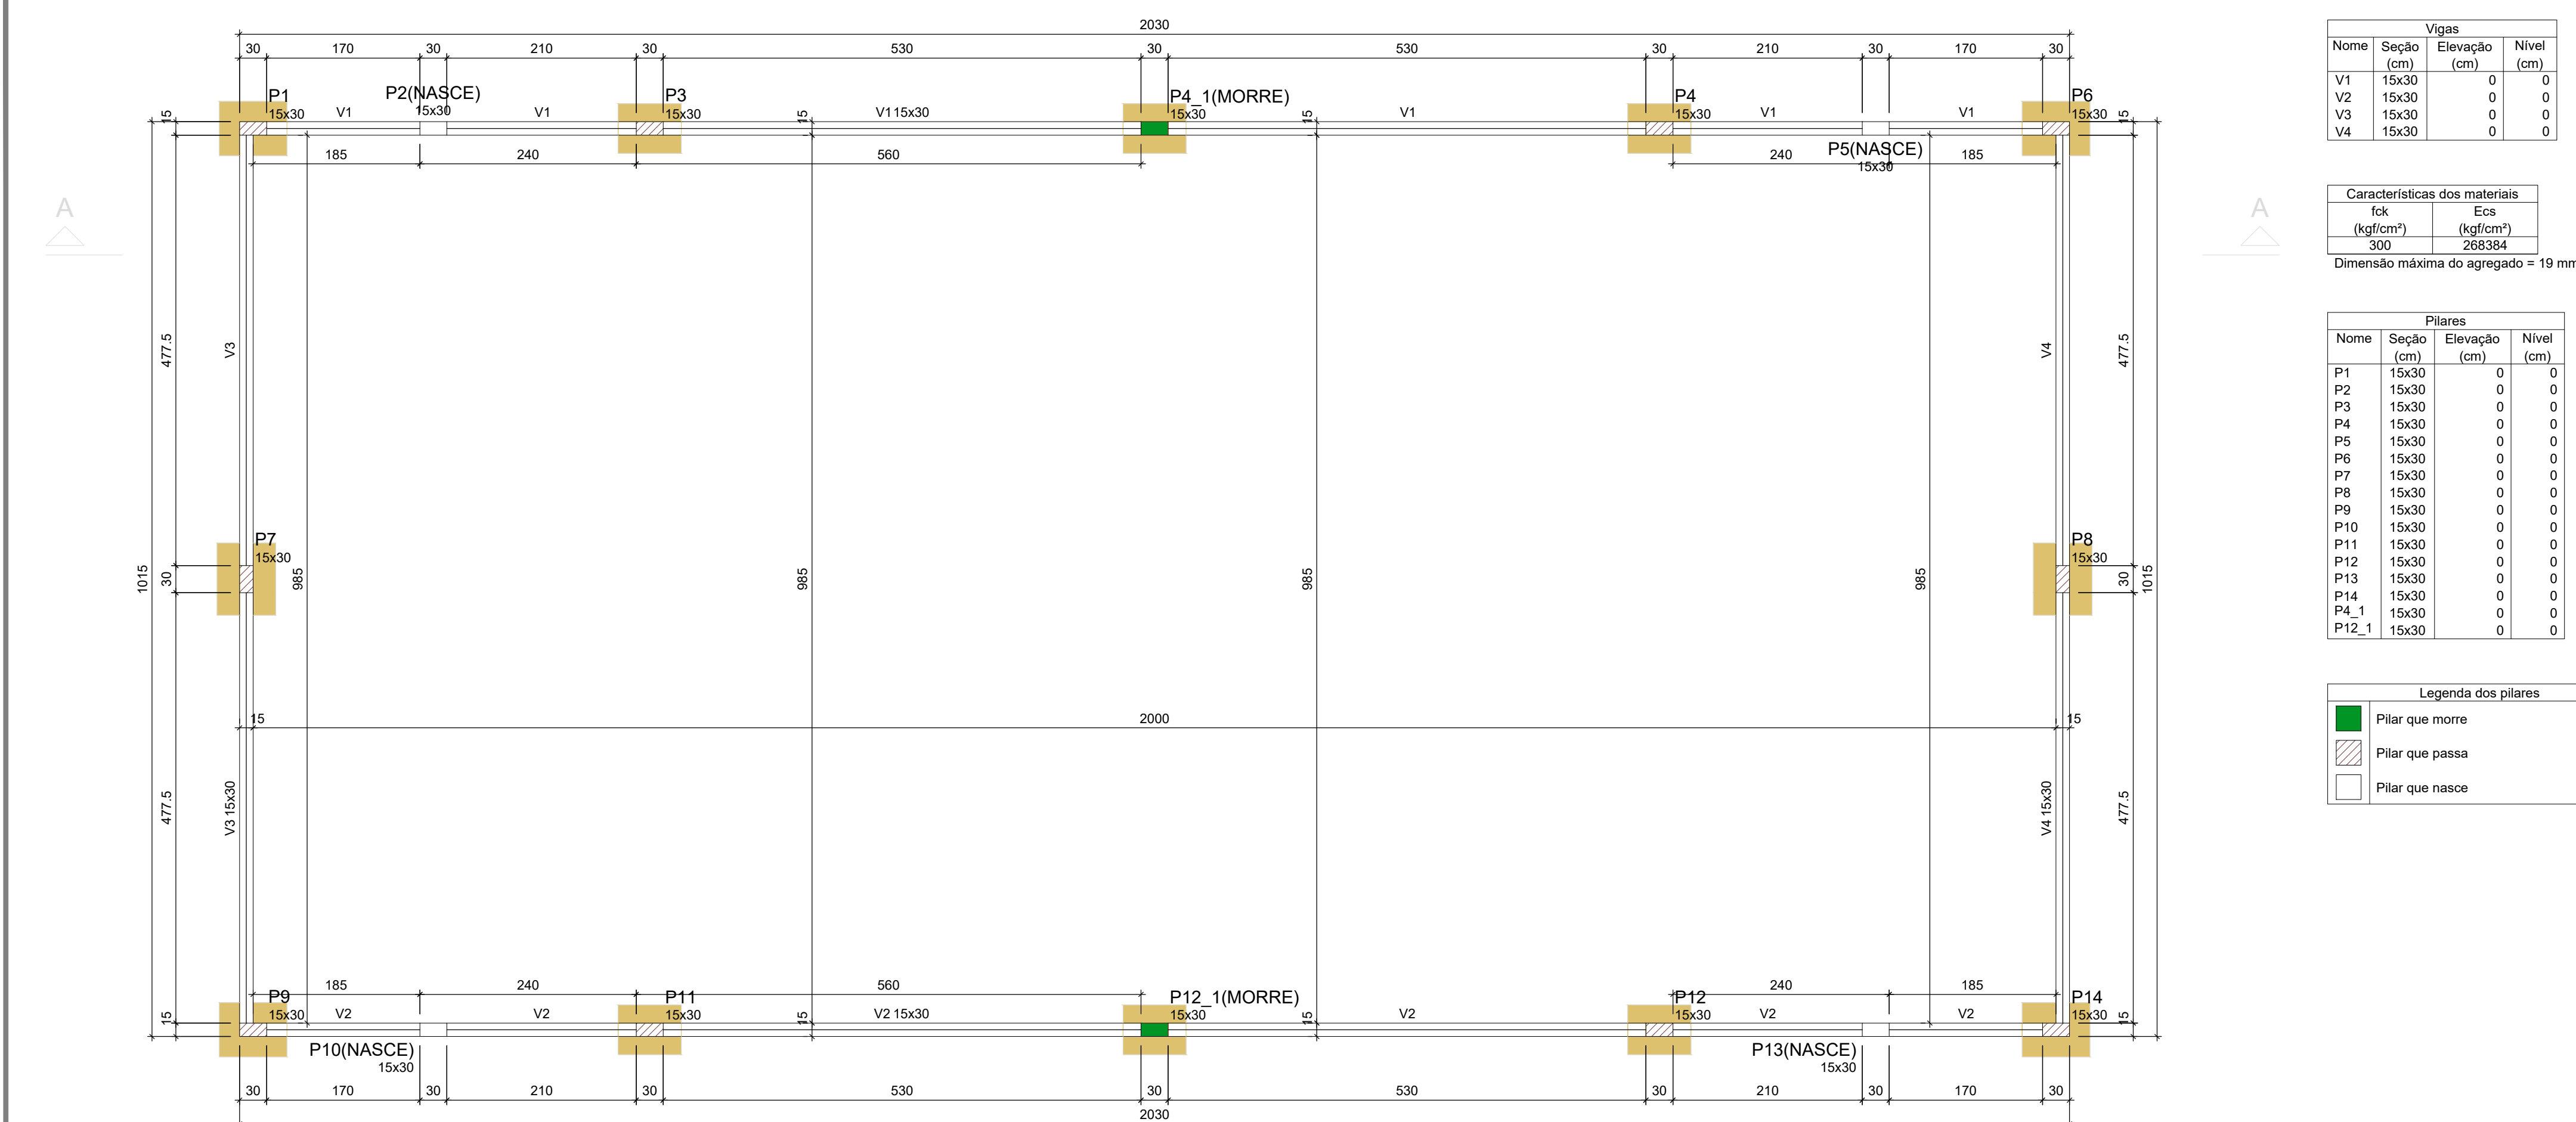 2030
30 170 30 210 30 530 30 530 30 210 30 170 30
P1
15x30
V1
P2(NASCE)
15x30
V1
P3
15x30
V1 15x30
P4_1(MORRE)
15x30
V1
P4
15x30
V1
V1
P6
15x30
15 15 15 15
185 240 560 240 185
P5(NASCE)
15x30
A
A
477.5
V3
V4
477.5
P7
15x30
P8
15x30
1015 30 985 985 985 985 30 1015
15 2000 15
477.5
V3 15x30
V4 15x30
477.5
185 240 560 240 185
P9
15x30
V2
V2
P11
15x30
V2 15x30
P12_1(MORRE)
15x30
V2
P12
15x30
V2
V2
P14
15x30
15 15 15 15
P10(NASCE)
15x30
P13(NASCE)
15x30
30 170 30 210 30 530 30 530 30 210 30 170 30
2030
Vigas
Nome Seção Elevação Nível
(cm) (cm) (cm)
V1 15x30 0 0
V2 15x30 0 0
V3 15x30 0 0
V4 15x30 0 0
Características dos materiais
fck Ecs
(kgf/cm²) (kgf/cm²)
300 268384
Dimensão máxima do agregado = 19 mm
Pilares
Nome Seção Elevação Nível
(cm) (cm) (cm)
P1 15x30 0 0
P2 15x30 0 0
P3 15x30 0 0
P4 15x30 0 0
P5 15x30 0 0
P6 15x30 0 0
P7 15x30 0 0
P8 15x30 0 0
P9 15x30 0 0
P10 15x30 0 0
P11 15x30 0 0
P12 15x30 0 0
P13 15x30 0 0
P14 15x30 0 0
P4_1 15x30 0 0
P12_1 15x30 0 0
Legenda dos pilares
Pilar que morre
Pilar que passa
Pilar que nasce